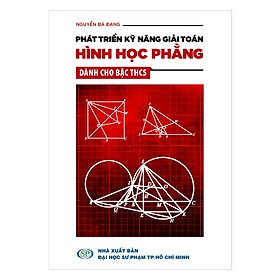 NGUYỄN BÁ ĐANG
PHÁT TRIỂN KỸ NĂNG GIẢI TOÁN
HÌNH HỌC PHẲNG
DÀNH CHO BẬC THCS
NHÀ XUẤT BẢN
ĐẠI HỌC SƯ PHẠM TP HỒ CHÍ MINH